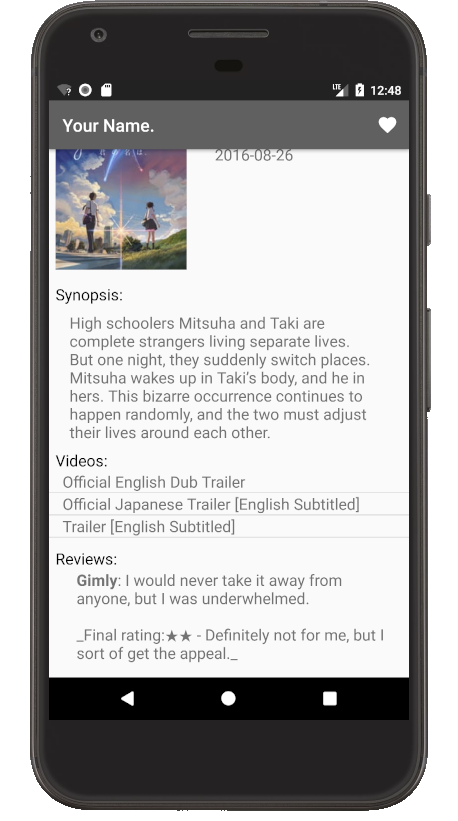 LTE
12:48
Your Name.
2016-08-26
Synopsis:
High schoolers Mitsuha and Taki are
complete strangers living separate lives.
But one night, they suddenly switch places.
Mitsuha wakes up in Taki’s body, and he in
hers. This bizarre occurrence continues to
happen randomly, and the two must adjust
their lives around each other.
Videos:
Official English Dub Trailer
Official Japanese Trailer [English Subtitled]
Trailer [English Subtitled]
Reviews:
Gimly: I would never take it away from
anyone, but I was underwhelmed.
_Final rating:★★ - Definitely not for me, but I
sort of get the appeal._